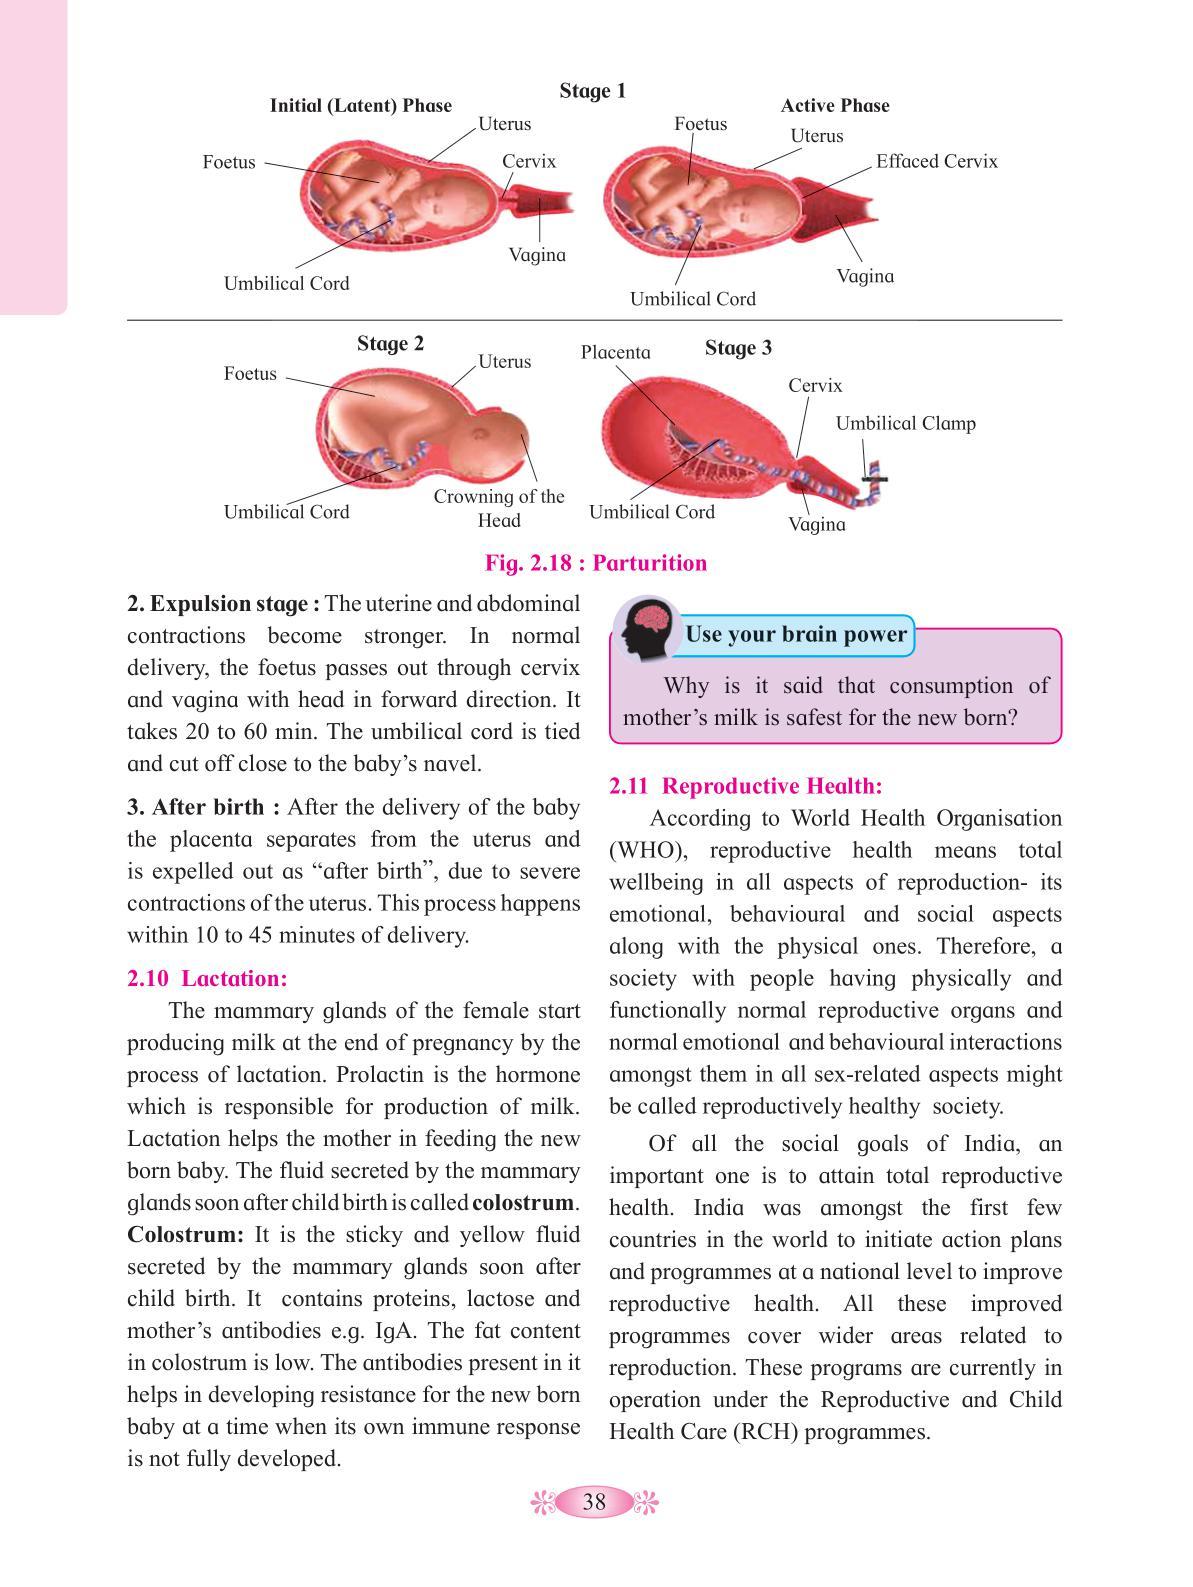 Stage 1
Initial (Latent) Phase
Active Phase
Uterus
Foetus
Cervix
Vagina
Umbilical Cord
Foetus
Uterus
Effaced Cervix
Vagina
Umbilical Cord
Stage 2
Foetus
Uterus
Umbilical Cord
Crowning of the
Head
Stage 3
Placenta
Cervix
Umbilical Clamp
Umbilical Cord
Vagina
Fig. 2.18 : Parturition
2. Expulsion stage : The uterine and abdominal
contractions become stronger. In normal
delivery, the foetus passes out through cervix
and vagina with head in forward direction. It
takes 20 to 60 min. The umbilical cord is tied
and cut off close to the baby’s navel.
3. After birth : After the delivery of the baby
the placenta separates from the uterus and
is expelled out as “after birth”, due to severe
contractions of the uterus. This process happens
within 10 to 45 minutes of delivery.
2.10 Lactation:
The mammary glands of the female start
producing milk at the end of pregnancy by the
process of lactation. Prolactin is the hormone
which is responsible for production of milk.
Lactation helps the mother in feeding the new
born baby. The fluid secreted by the mammary
glands soon after child birth is called colostrum.
Colostrum: It is the sticky and yellow fluid
secreted by the mammary glands soon after
child birth. It contains proteins, lactose and
mother’s antibodies e.g. IgA. The fat content
in colostrum is low. The antibodies present in it
helps in developing resistance for the new born
baby at a time when its own immune response
is not fully developed.
Use your brain power
Why is it said that consumption of
mother’s milk is safest for the new born?
2.11 Reproductive Health:
According to World Health Organisation
(WHO), reproductive health means total
wellbeing in all aspects of reproduction- its
emotional, behavioural and social aspects
along with the physical ones. Therefore, a
society with people having physically and
functionally normal reproductive organs and
normal emotional and behavioural interactions
amongst them in all sex-related aspects might
be called reproductively healthy society.
Of all the social goals of India, an
important one is to attain total reproductive
health. India was amongst the first few
countries in the world to initiate action plans
and programmes at a national level to improve
reproductive health. All these improved
programmes cover wider areas related to
reproduction. These programs are currently in
operation under the Reproductive and Child
Health Care (RCH) programmes.
38